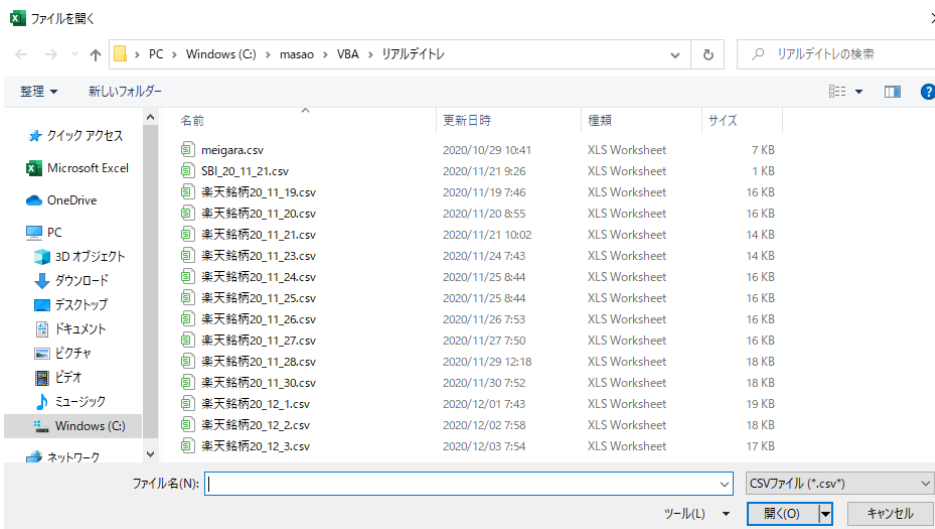 ファイルを開く
PC › Windows (C:) › masao › VBA › リアルデイトレ
リアルデイトレの検索
整理 新しいフォルダー
名前 更新日時 種類 サイズ
クイック アクセス
Microsoft Excel
OneDrive
PC
3D オブジェクト
ダウンロード
デスクトップ
ドキュメント
ピクチャ
ビデオ
ミュージック
Windows (C:)
ネットワーク
meigara.csv 2020/10/29 10:41 XLS Worksheet 7 KB
SBI_20_11_21.csv 2020/11/21 9:26 XLS Worksheet 1 KB
楽天銘柄20_11_19.csv 2020/11/19 7:46 XLS Worksheet 16 KB
楽天銘柄20_11_20.csv 2020/11/20 8:55 XLS Worksheet 16 KB
楽天銘柄20_11_21.csv 2020/11/21 10:02 XLS Worksheet 14 KB
楽天銘柄20_11_23.csv 2020/11/24 7:43 XLS Worksheet 14 KB
楽天銘柄20_11_24.csv 2020/11/25 8:44 XLS Worksheet 16 KB
楽天銘柄20_11_25.csv 2020/11/25 8:44 XLS Worksheet 16 KB
楽天銘柄20_11_26.csv 2020/11/26 7:53 XLS Worksheet 16 KB
楽天銘柄20_11_27.csv 2020/11/27 7:50 XLS Worksheet 16 KB
楽天銘柄20_11_28.csv 2020/11/29 12:18 XLS Worksheet 18 KB
楽天銘柄20_11_30.csv 2020/11/30 7:52 XLS Worksheet 18 KB
楽天銘柄20_12_1.csv 2020/12/01 7:43 XLS Worksheet 19 KB
楽天銘柄20_12_2.csv 2020/12/02 7:58 XLS Worksheet 18 KB
楽天銘柄20_12_3.csv 2020/12/03 7:54 XLS Worksheet 17 KB
ファイル名(N): CSVファイル (*.csv*)
ツール(L) 開く(O) キャンセル